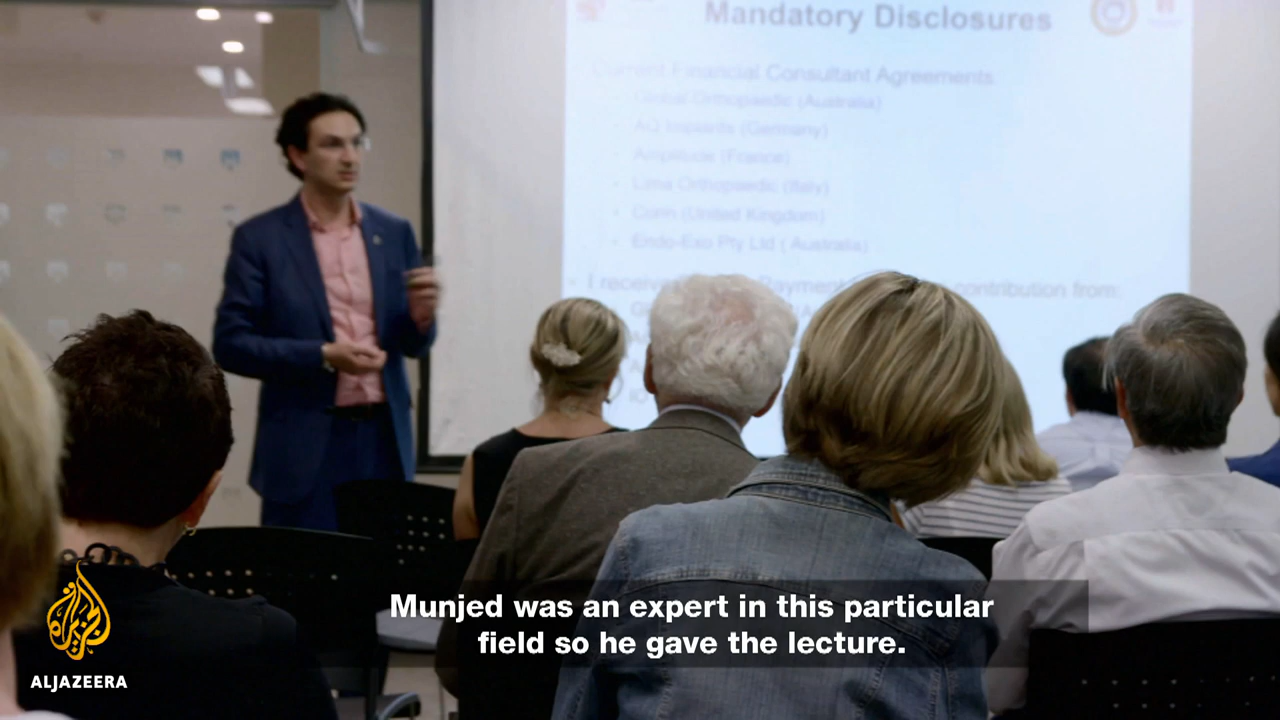 Mandatory Disclosures
Current Financial Consultant Agreements
Global Orthopaedic (Australia)
AQ Implants (Germany)
Amplitude (France)
Lima Orthopaedic (Italy)
Corin (United Kingdom)
Endo-Exo Pty Ltd (Australia)
I receive Payment contribution from:
Munjed was an expert in this particular
field so he gave the lecture.
ALJAZEERA